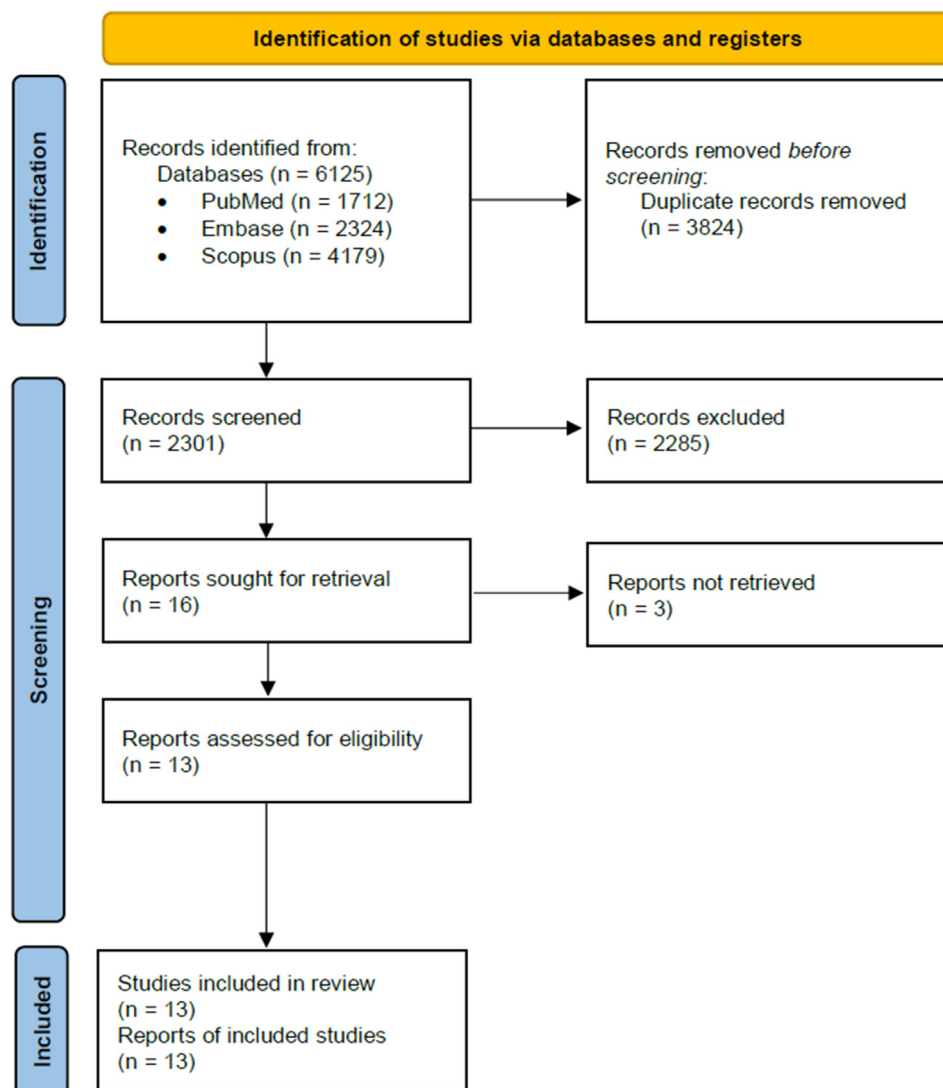 Identification of studies via databases and registers
Identification
Records identified from:
Databases (n = 6125)
• PubMed (n = 1712)
• Embase (n = 2324)
• Scopus (n = 4179)
Records removed before
screening:
Duplicate records removed
(n = 3824)
Screening
Records screened
(n = 2301)
Records excluded
(n = 2285)
Reports sought for retrieval
(n = 16)
Reports not retrieved
(n = 3)
Reports assessed for eligibility
(n = 13)
Included
Studies included in review
(n = 13)
Reports of included studies
(n = 13)